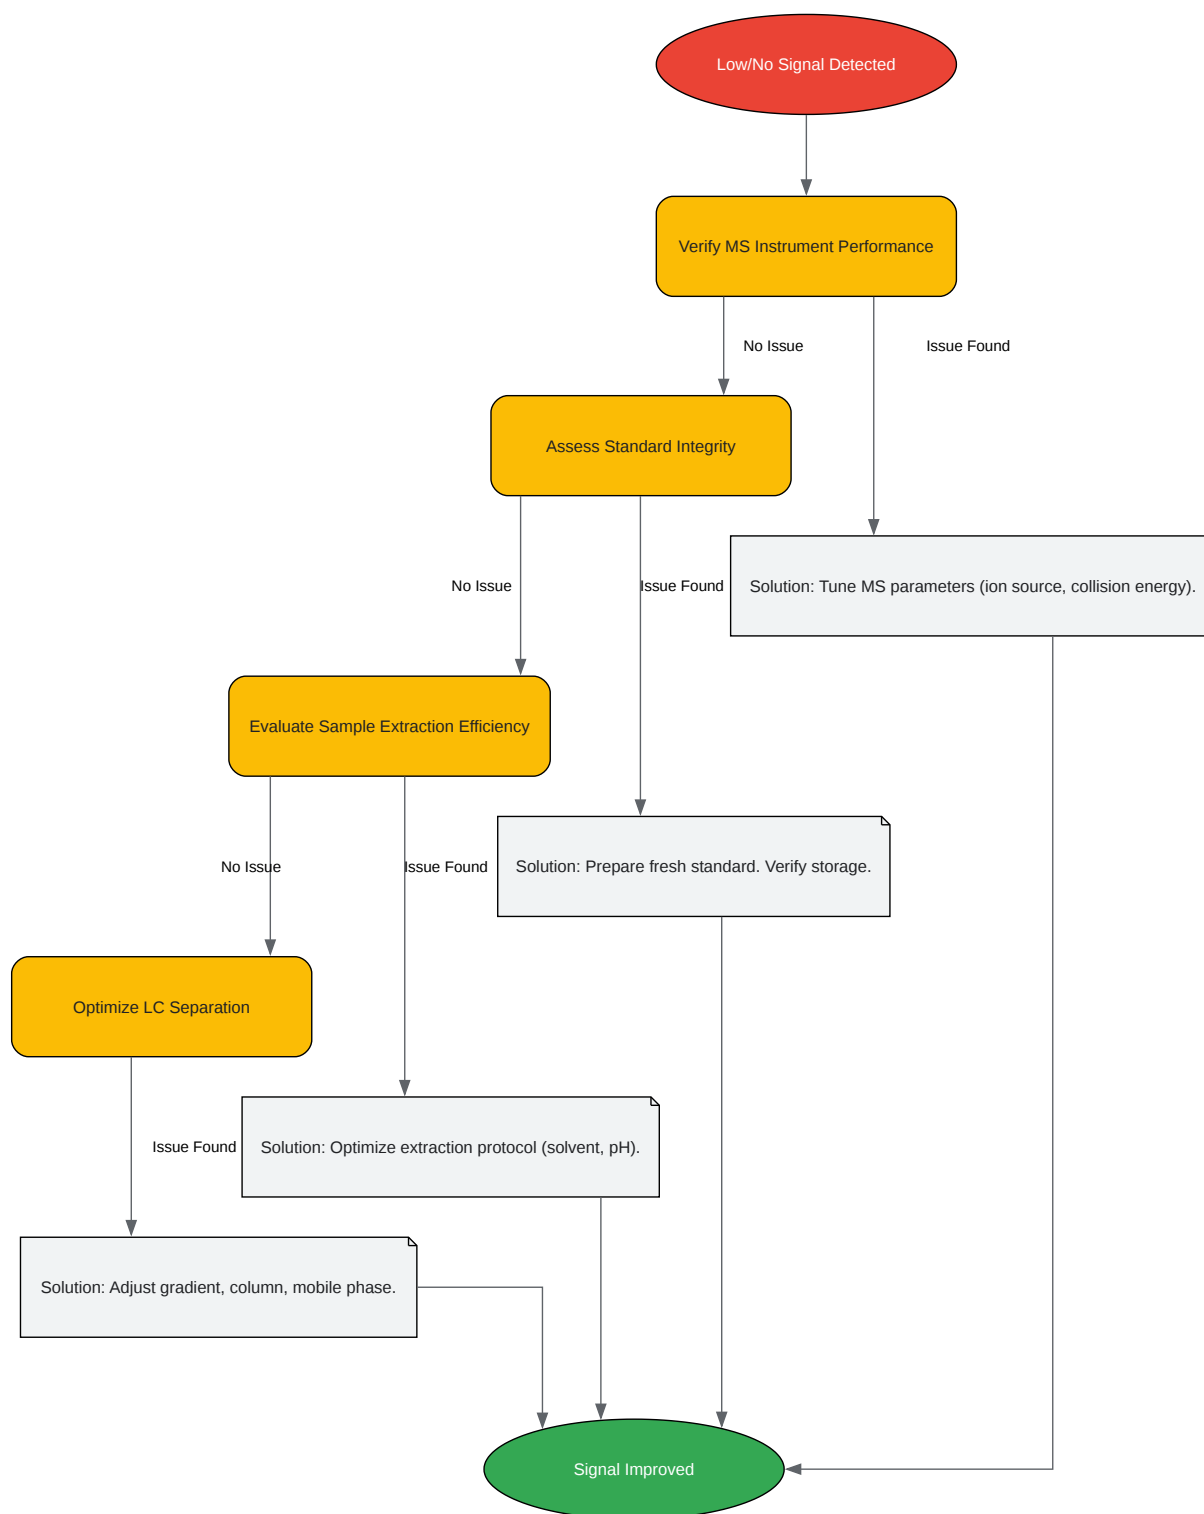 Low/No Signal Detected
Verify MS Instrument Performance
No Issue
Issue Found
Assess Standard Integrity
No Issue
Issue Found
Solution: Tune MS parameters (ion source, collision energy).
Evaluate Sample Extraction Efficiency
No Issue
Issue Found
Solution: Prepare fresh standard. Verify storage.
Optimize LC Separation
Issue Found
Solution: Optimize extraction protocol (solvent, pH).
Solution: Adjust gradient, column, mobile phase.
Signal Improved